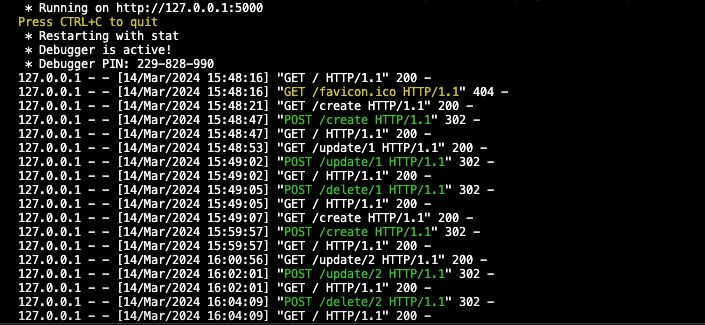 * Running on http://127.0.0.1:5000
Press CTRL+C to quit
* Restarting with stat
* Debugger is active!
* Debugger PIN: 229-828-990
127.0.0.1 - - [14/Mar/2024 15:48:16] "GET / HTTP/1.1" 200 -
127.0.0.1 - - [14/Mar/2024 15:48:16] "GET /favicon.ico HTTP/1.1" 404 -
127.0.0.1 - - [14/Mar/2024 15:48:21] "GET /create HTTP/1.1" 200 -
127.0.0.1 - - [14/Mar/2024 15:48:47] "POST /create HTTP/1.1" 302 -
127.0.0.1 - - [14/Mar/2024 15:48:47] "GET / HTTP/1.1" 200 -
127.0.0.1 - - [14/Mar/2024 15:48:53] "GET /update/1 HTTP/1.1" 200 -
127.0.0.1 - - [14/Mar/2024 15:49:02] "POST /update/1 HTTP/1.1" 302 -
127.0.0.1 - - [14/Mar/2024 15:49:02] "GET / HTTP/1.1" 200 -
127.0.0.1 - - [14/Mar/2024 15:49:05] "POST /delete/1 HTTP/1.1" 302 -
127.0.0.1 - - [14/Mar/2024 15:49:05] "GET / HTTP/1.1" 200 -
127.0.0.1 - - [14/Mar/2024 15:49:07] "GET /create HTTP/1.1" 200 -
127.0.0.1 - - [14/Mar/2024 15:59:57] "POST /create HTTP/1.1" 302 -
127.0.0.1 - - [14/Mar/2024 15:59:57] "GET / HTTP/1.1" 200 -
127.0.0.1 - - [14/Mar/2024 16:00:56] "GET /update/2 HTTP/1.1" 200 -
127.0.0.1 - - [14/Mar/2024 16:02:01] "POST /update/2 HTTP/1.1" 302 -
127.0.0.1 - - [14/Mar/2024 16:02:01] "GET / HTTP/1.1" 200 -
127.0.0.1 - - [14/Mar/2024 16:04:09] "POST /delete/2 HTTP/1.1" 302 -
127.0.0.1 - - [14/Mar/2024 16:04:09] "GET / HTTP/1.1" 200 -